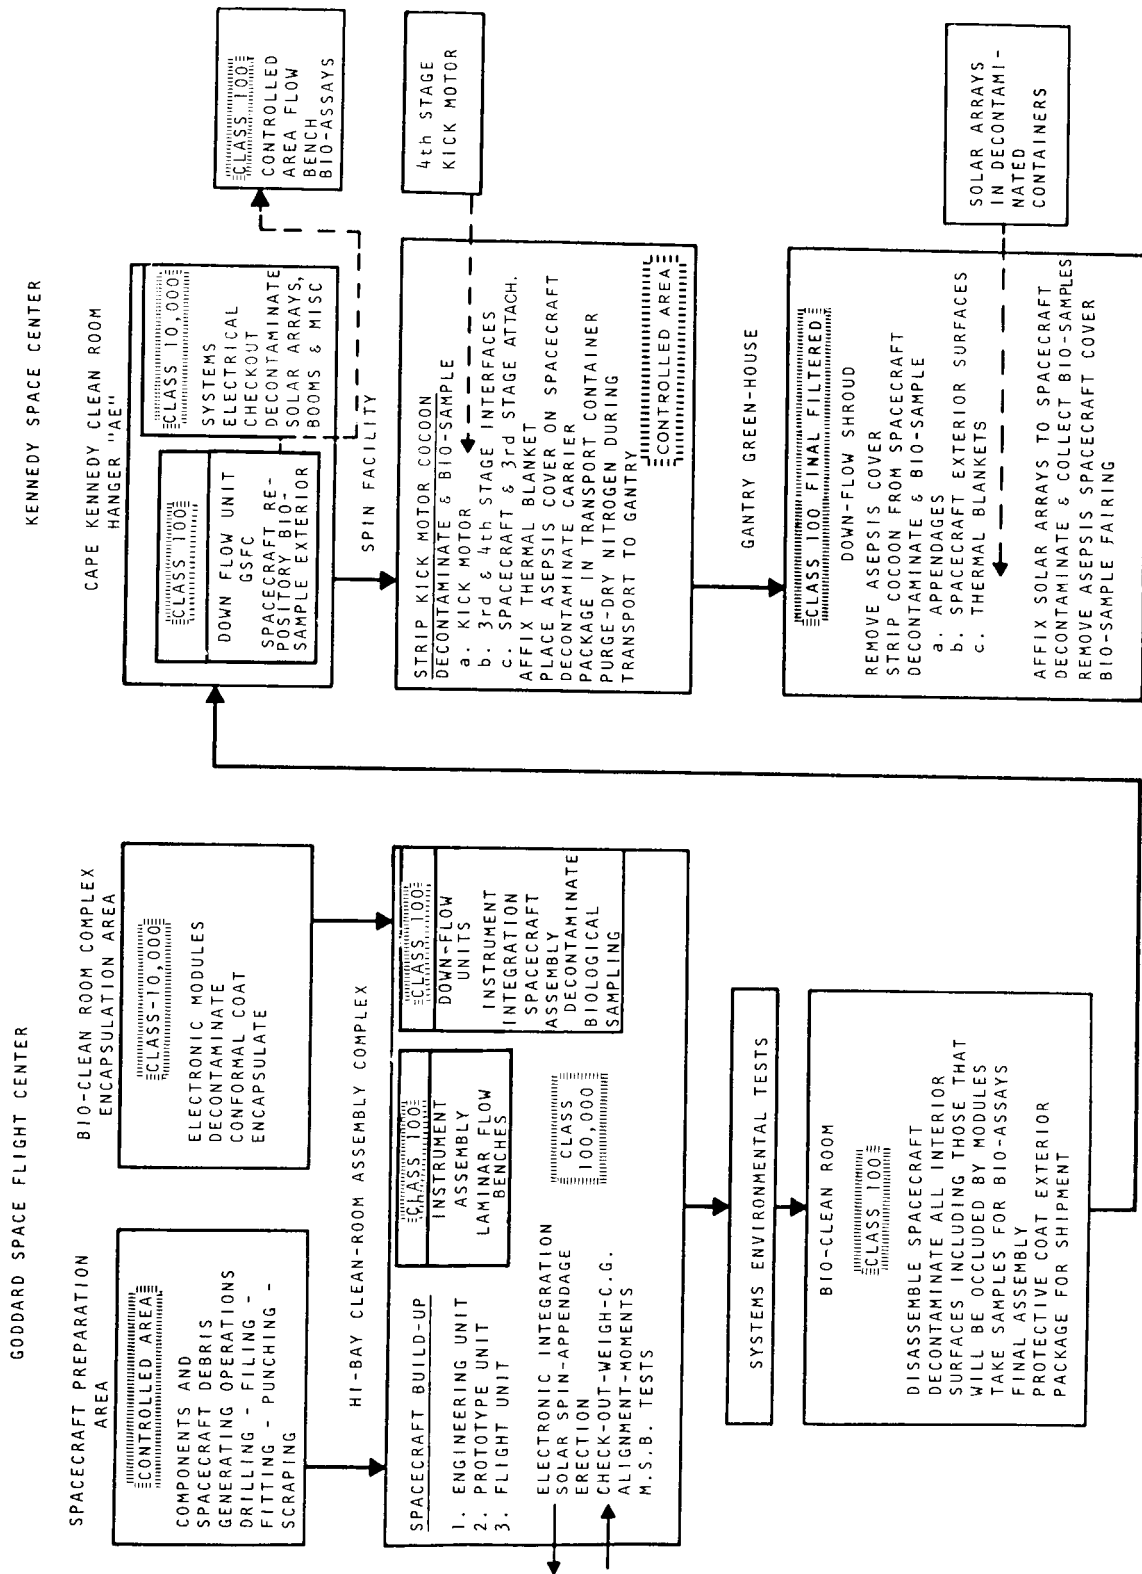 GODDARD SPACE FLIGHT CENTER
SPACECRAFT PREPARATION
AREA
CONTROLLED AREA
COMPONENTS AND
SPACECRAFT DEBRIS
GENERATING OPERATIONS
DRILLING - FILING -
FITTING - PUNCHING -
SCRAPING
BIO-CLEAN ROOM COMPLEX
ENCAPSULATION AREA
CLASS-10,000
ELECTRONIC MODULES
DECONTAMINATE
CONFORMAL COAT
ENCAPSULATE
HI-BAY CLEAN-ROOM ASSEMBLY COMPLEX
SPACECRAFT BUILD-UP
1. ENGINEERING UNIT
2. PROTOTYPE UNIT
3. FLIGHT UNIT
ELECTRONIC INTEGRATION
SOLAR SPIN-APPENDAGE
ERECTION
CHECK-OUT-WEIGH-C.G.
ALIGNMENT-MOMENTS
M.S.B. TESTS
CLASS 100
INSTRUMENT
ASSEMBLY
LAMINAR FLOW
BENCHES
CLASS
100,000
CLASS 100
DOWN-FLOW
UNITS
INSTRUMENT
INTEGRATION
SPACECRAFT
ASSEMBLY
DECONTAMINATE
BIOLOGICAL
SAMPLING
SYSTEMS ENVIRONMENTAL TESTS
BIO-CLEAN ROOM
CLASS 100
DISASSEMBLE SPACECRAFT
DECONTAMINATE ALL INTERIOR
SURFACES INCLUDING THOSE THAT
WILL BE OCCLUDED BY MODULES
TAKE SAMPLES FOR BIO-ASSAYS
FINAL ASSEMBLY
PROTECTIVE COAT EXTERIOR
PACKAGE FOR SHIPMENT
KENNEDY SPACE CENTER
CAPE KENNEDY CLEAN ROOM
HANGER "AE"
CLASS 100
DOWN FLOW UNIT
GSFC
SPACECRAFT RE-
POSITORY BIO-
SAMPLE EXTERIOR
CLASS 10,000
SYSTEMS
ELECTRICAL
CHECKOUT
DECONTAMINATE
SOLAR ARRAYS,
BOOMS & MISC
CLASS 100
CONTROLLED
AREA FLOW
BENCH
BIO-ASSAYS
SPIN FACILITY
STRIP KICK MOTOR COCOON
DECONTAMINATE & BIO-SAMPLE
a. KICK MOTOR
b. 3rd & 4th STAGE INTERFACES
c. SPACECRAFT & 3rd STAGE ATTACH.
AFFIX THERMAL BLANKET
PLACE ASEPSIS COVER ON SPACECRAFT
DECONTAMINATE CARRIER
PACKAGE IN TRANSPORT CONTAINER
PURGE-DRY NITROGEN DURING
TRANSPORT TO GANTRY
CONTROLLED AREA
4th STAGE
KICK MOTOR
GANTRY GREEN-HOUSE
CLASS 100 FINAL FILTERED
DOWN-FLOW SHROUD
REMOVE ASEPSIS COVER
STRIP COCOON FROM SPACECRAFT
DECONTAMINATE & BIO-SAMPLE
a. APPENDAGES
b. SPACECRAFT EXTERIOR SURFACES
c. THERMAL BLANKETS
AFFIX SOLAR ARRAYS TO SPACECRAFT
DECONTAMINATE & COLLECT BIO-SAMPLES
REMOVE ASEPSIS SPACECRAFT COVER
BIO-SAMPLE FAIRING
SOLAR ARRAYS
IN DECONTAMI-
NATED
CONTAINERS